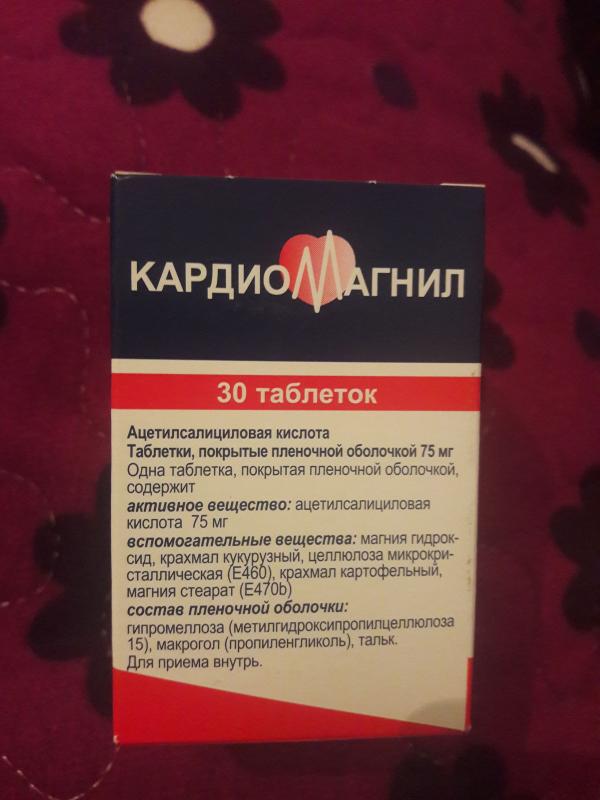 КАРДИОМАГНИЛ
30 таблеток
Ацетилсалициловая кислота
Таблетки, покрытые пленочной оболочкой 75 мг
Одна таблетка, покрытая пленочной оболочкой,
содержит
активное вещество: ацетилсалициловая
кислота 75 мг
вспомогательные вещества: магния гидрок-
сид, крахмал кукурузный, целлюлоза микрокри-
сталлическая (E460), крахмал картофельный,
магния стеарат (E470b)
состав пленочной оболочки:
гипромеллоза (метилгидроксипропилцеллюлоза
15), макрогол (пропиленгликоль), тальк.
Для приема внутрь.